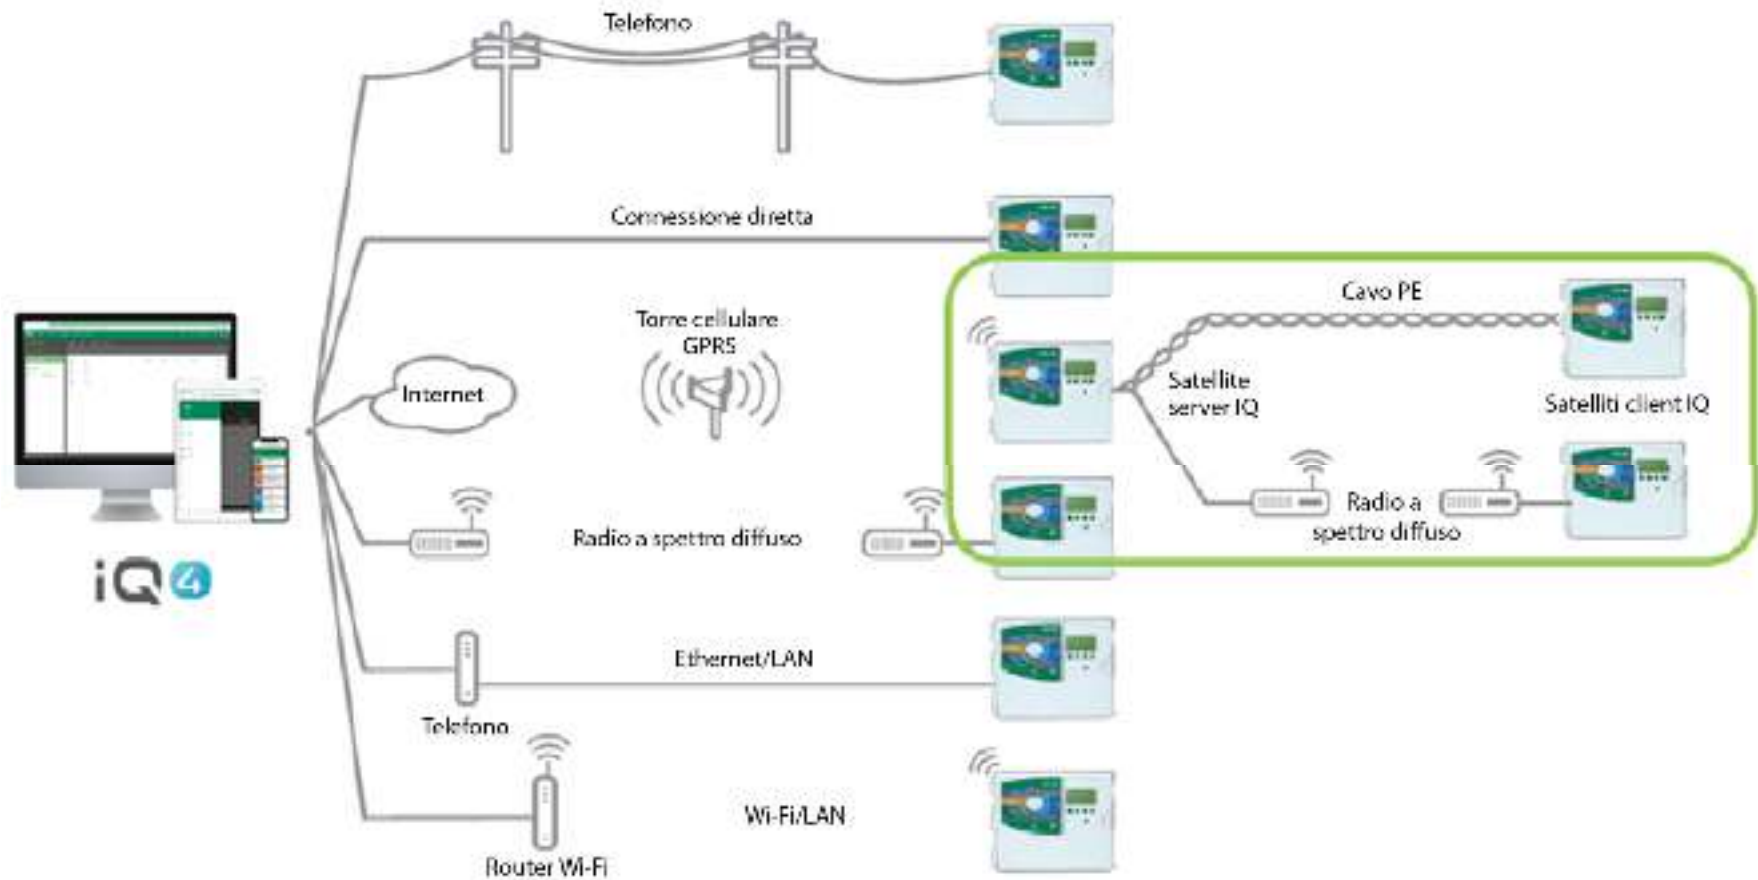 Telefono
Connessione diretta
Torre cellulare
GPRS
Internet
Cavo PE
Satellite
server IQ
Satelliti client IQ
Radio a
spettro diffuso
Radio a spettro diffuso
iQ4
Ethernet/LAN
Telefono
Wi-Fi/LAN
Router Wi-Fi